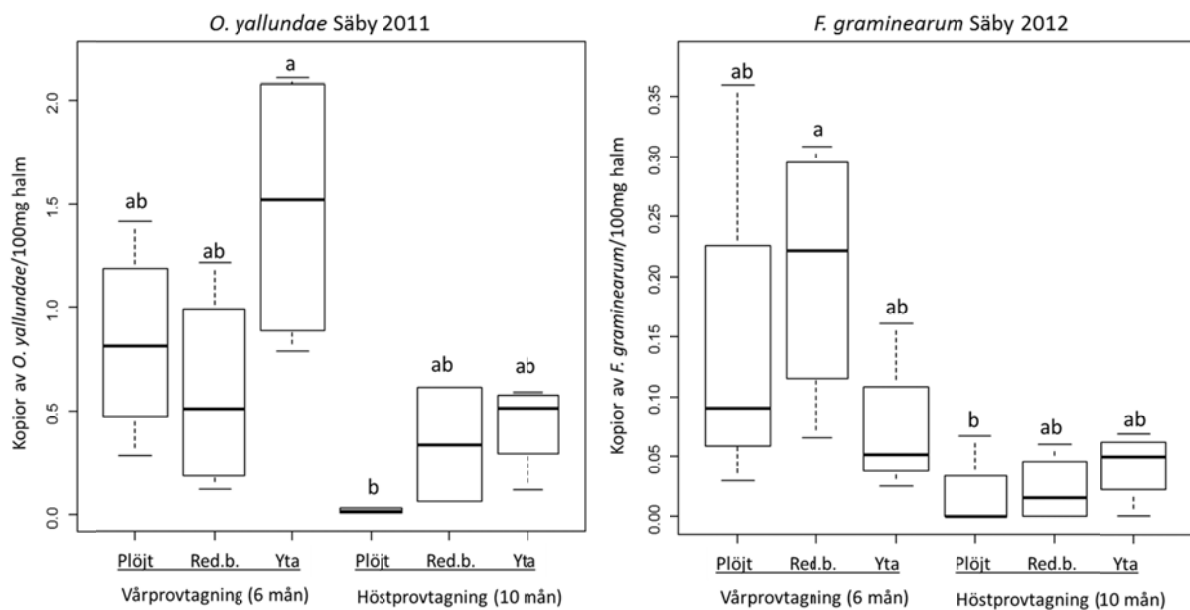 O. yallundae Säby 2011
Kopior av O. yallundae/100mg halm
2.0
1.5
1.0
0.5
0.0
ab
ab
a
b
ab
ab
Plöjt Red.b. Yta Plöjt Red.b. Yta
Vårprovtagning (6 mån) Höstprovtagning (10 mån)
F. graminearum Säby 2012
Kopior av F. graminearum/100mg halm
0.35
0.30
0.25
0.20
0.15
0.10
0.05
0.00
ab
a
ab
b
ab
ab
Plöjt Red.b. Yta Plöjt Red.b. Yta
Vårprovtagning (6 mån) Höstprovtagning (10 mån)